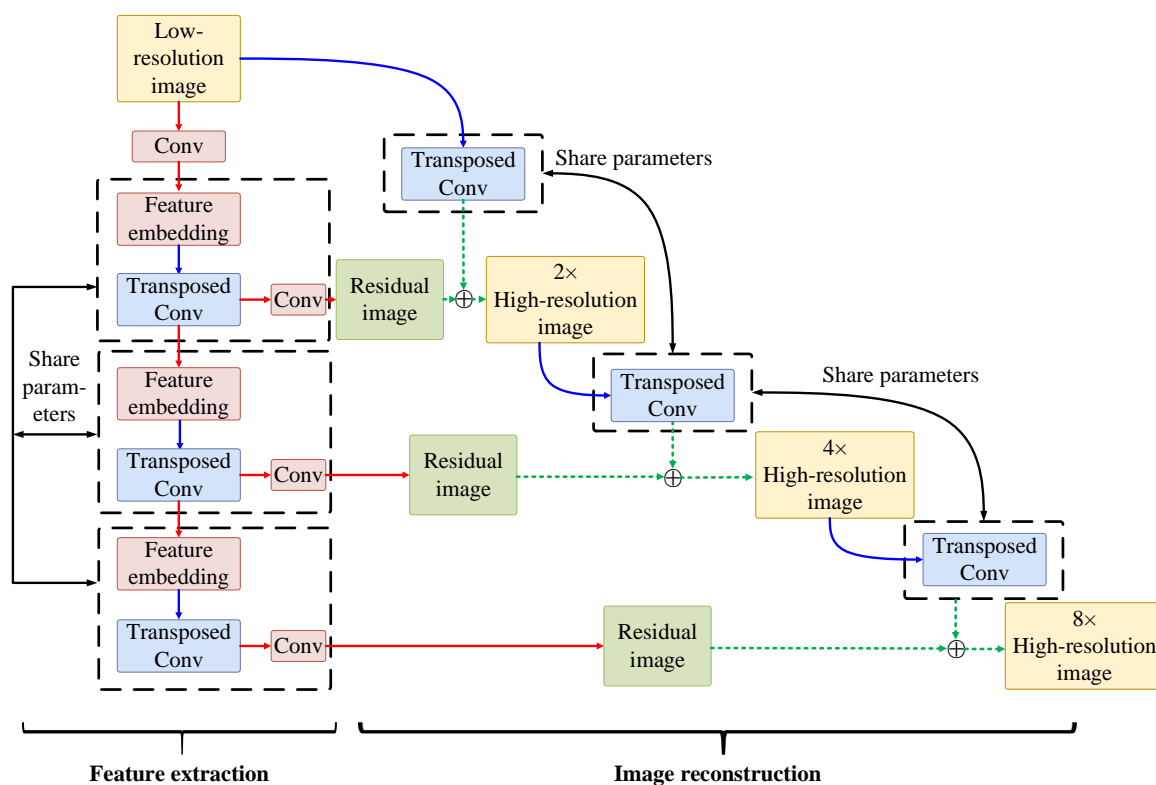 Low-
resolution
image
Conv
Transposed
Conv
Share parameters
Feature
embedding
Transposed
Conv
Conv
Residual
image
2×
High-resolution
image
Share
param-
eters
Feature
embedding
Transposed
Conv
Share parameters
Transposed
Conv
Conv
Residual
image
4×
High-resolution
image
Feature
embedding
Transposed
Conv
Transposed
Conv
Conv
Residual
image
8×
High-resolution
image
Feature extraction
Image reconstruction